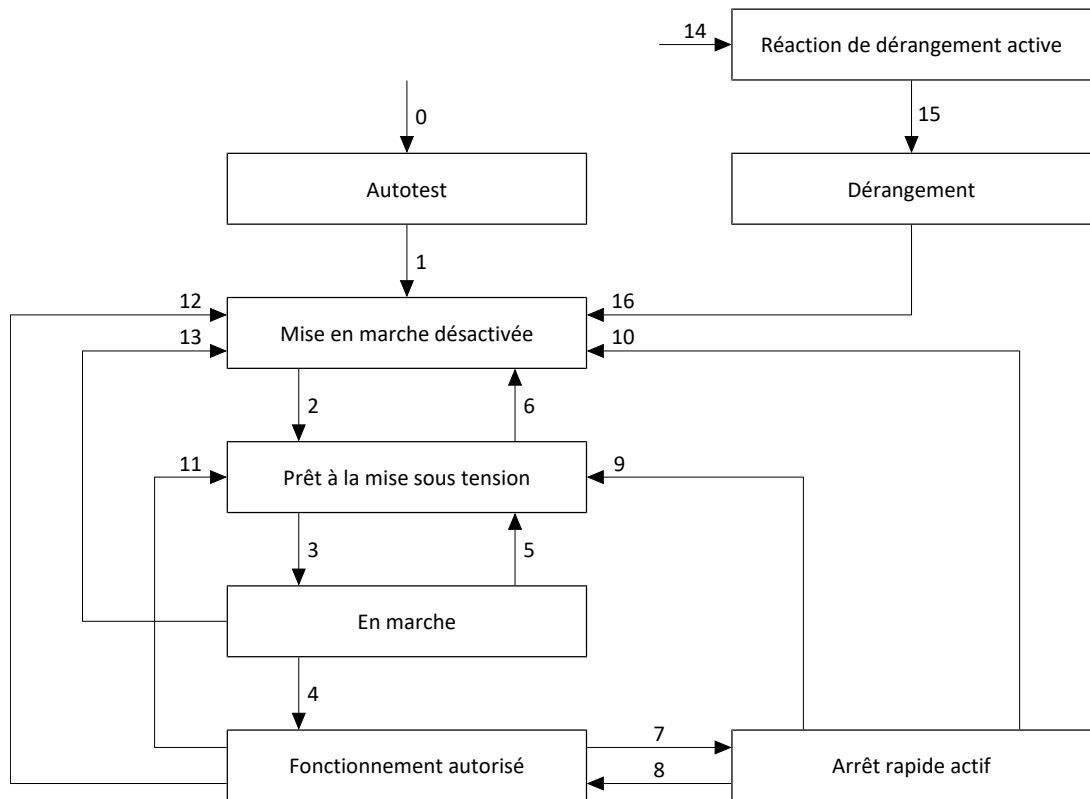 14
Réaction de dérangement active
0
15
Autotest
Dérangement
1
12
16
Mise en marche désactivée
13
10
2
6
11
9
Prêt à la mise sous tension
3
5
En marche
4
7
Fonctionnement autorisé
Arrêt rapide actif
8